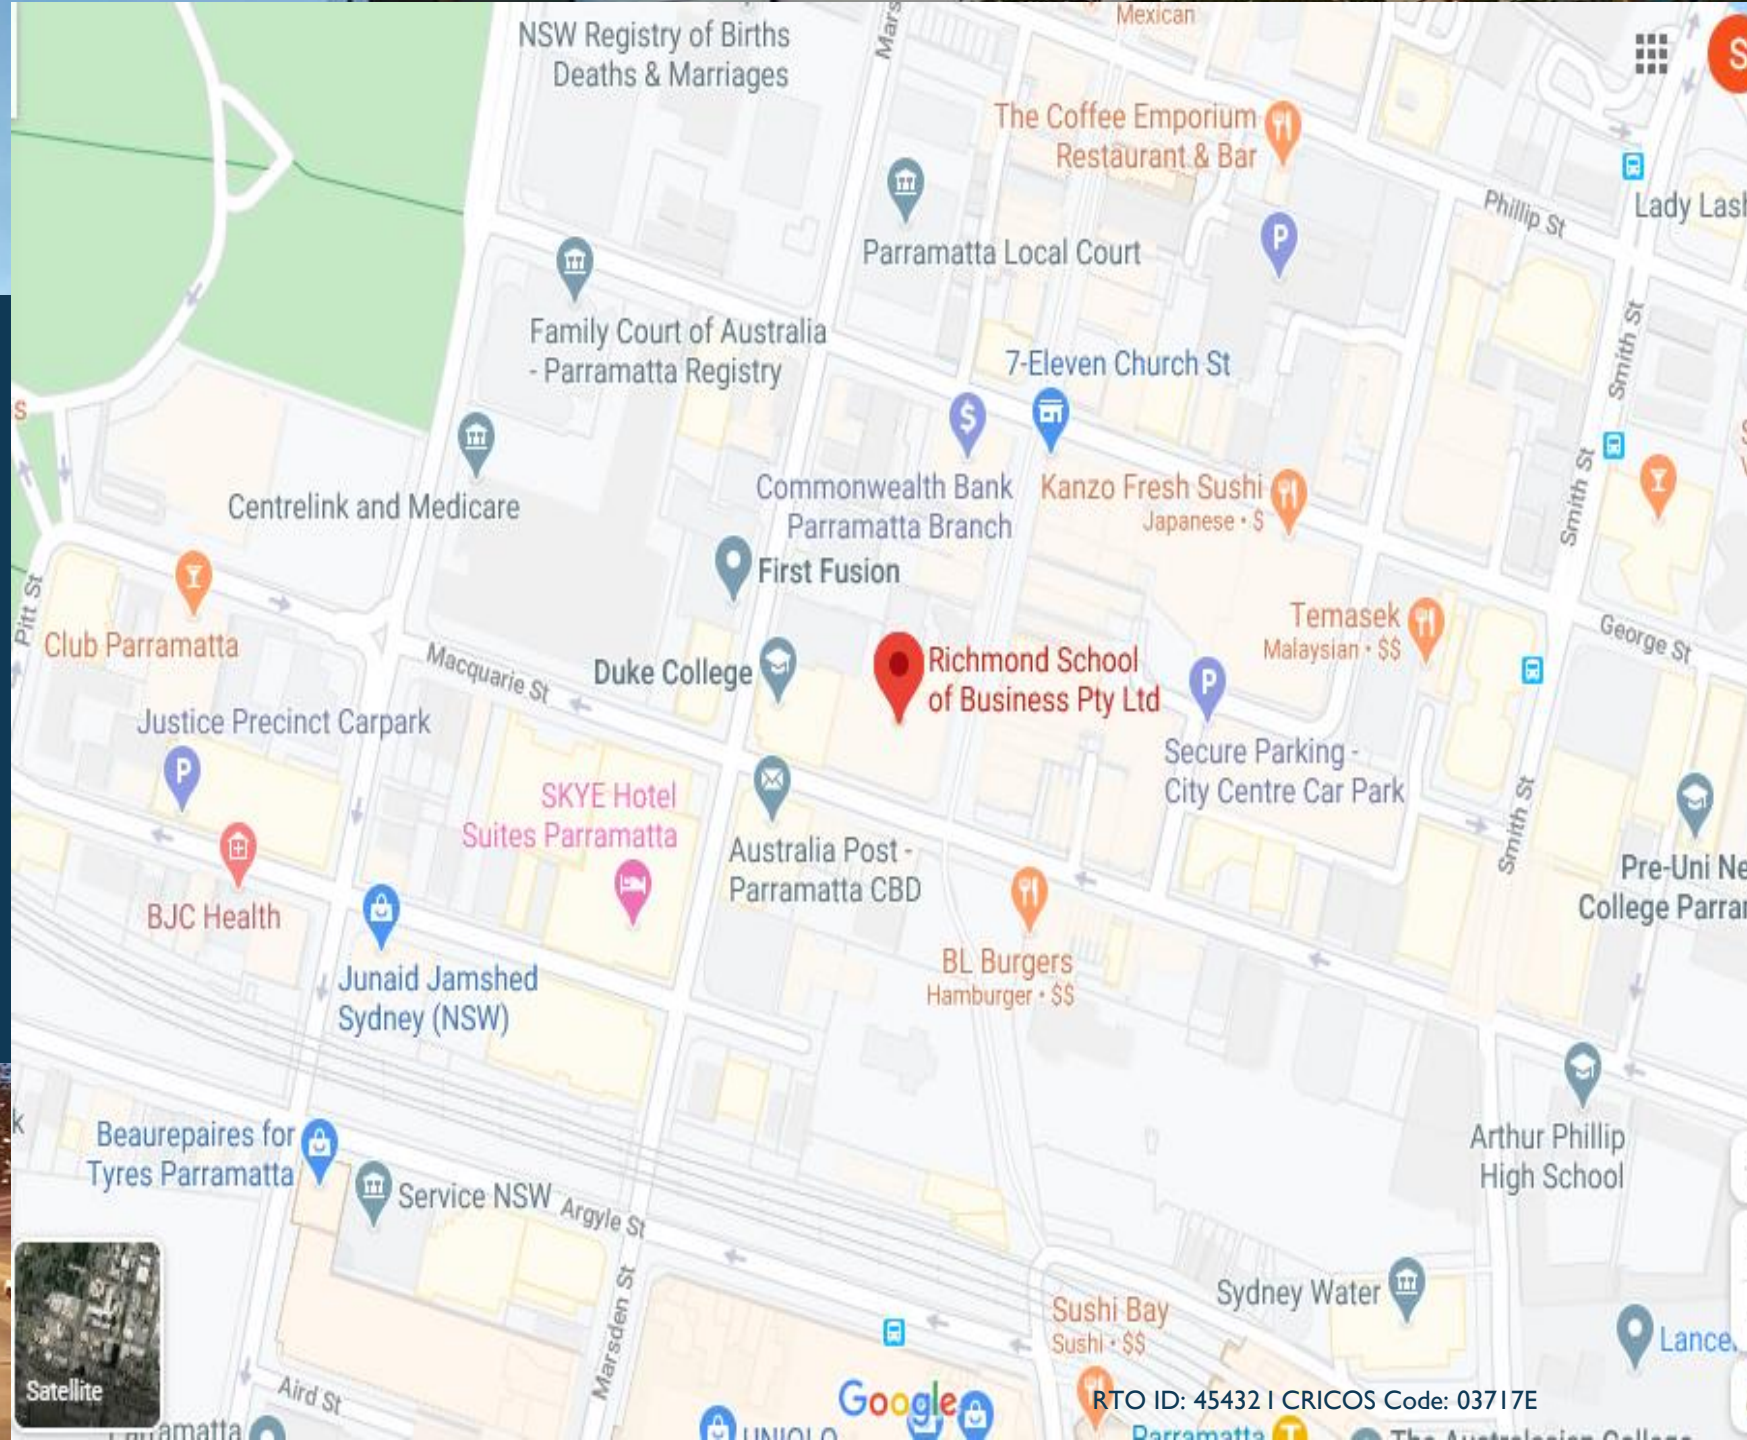 Mexican
NSW Registry of Births
Deaths & Marriages
Mars
S
The Coffee Emporium
Restaurant & Bar
Phillip St
Lady Lash
Parramatta Local Court
P
Family Court of Australia
- Parramatta Registry
7-Eleven Church St
Smith St
S
$
Commonwealth Bank
Parramatta Branch
Kanzo Fresh Sushi
Japanese • $
Smith St
Centrelink and Medicare
First Fusion
Pitt St
Club Parramatta
Macquarie St
Duke College
Richmond School
of Business Pty Ltd
Temasek
Malaysian • $$
George St
P
Justice Precinct Carpark
P
Secure Parking -
City Centre Car Park
SKYE Hotel
Suites Parramatta
Smith St
Australia Post -
Parramatta CBD
Pre-Uni Ne
College Parrar
BJC Health
BL Burgers
Hamburger • $$
Junaid Jamshed
Sydney (NSW)
k
Beaurepaires for
Tyres Parramatta
Arthur Phillip
High School
Service NSW
Argyle St
Sydney Water
Sushi Bay
Sushi • $$
Marsden St
Lance
Satellite
Aird St
Google
RTO ID: 45432 I CRICOS Code: 03717E
Parramatta